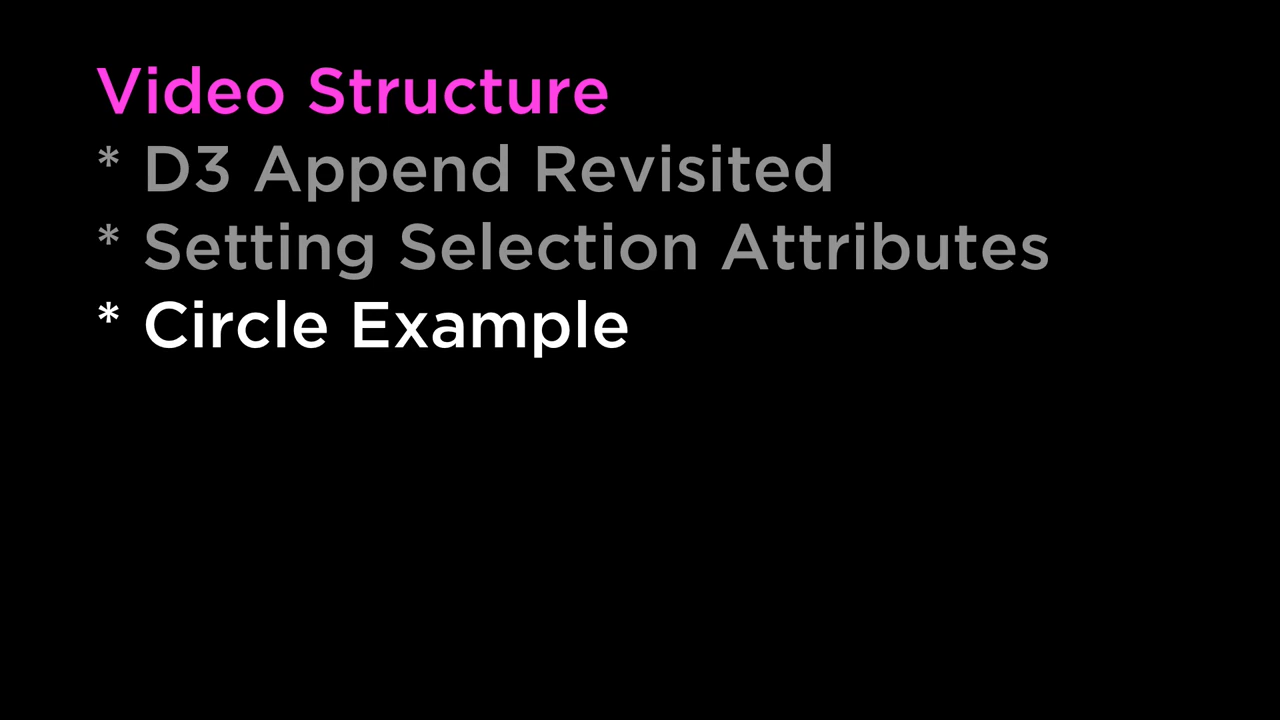 Video Structure
* D3 Append Revisited
* Setting Selection Attributes
* Circle Example